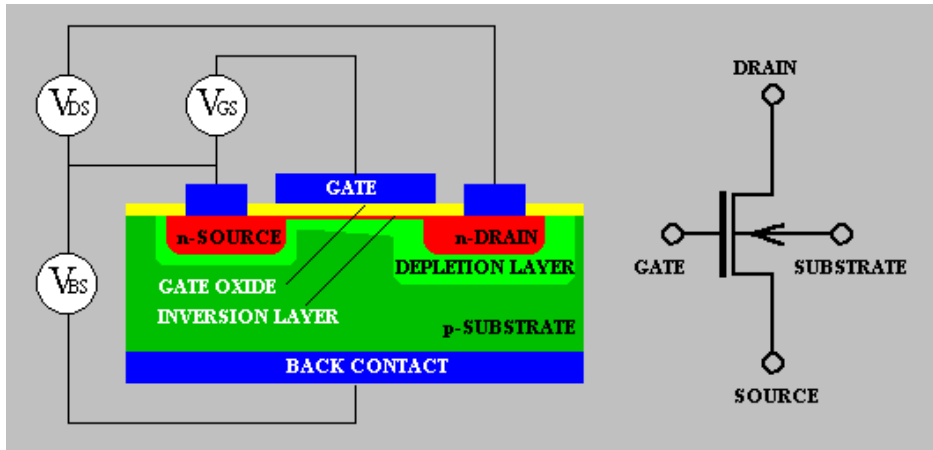 DRAIN
VDS
VGS
GATE
n-SOURCE
n-DRAIN
GATE
SUBSTRATE
DEPLETION LAYER
VBS
GATE OXIDE
INVERSION LAYER
p-SUBSTRATE
BACK CONTACT
SOURCE